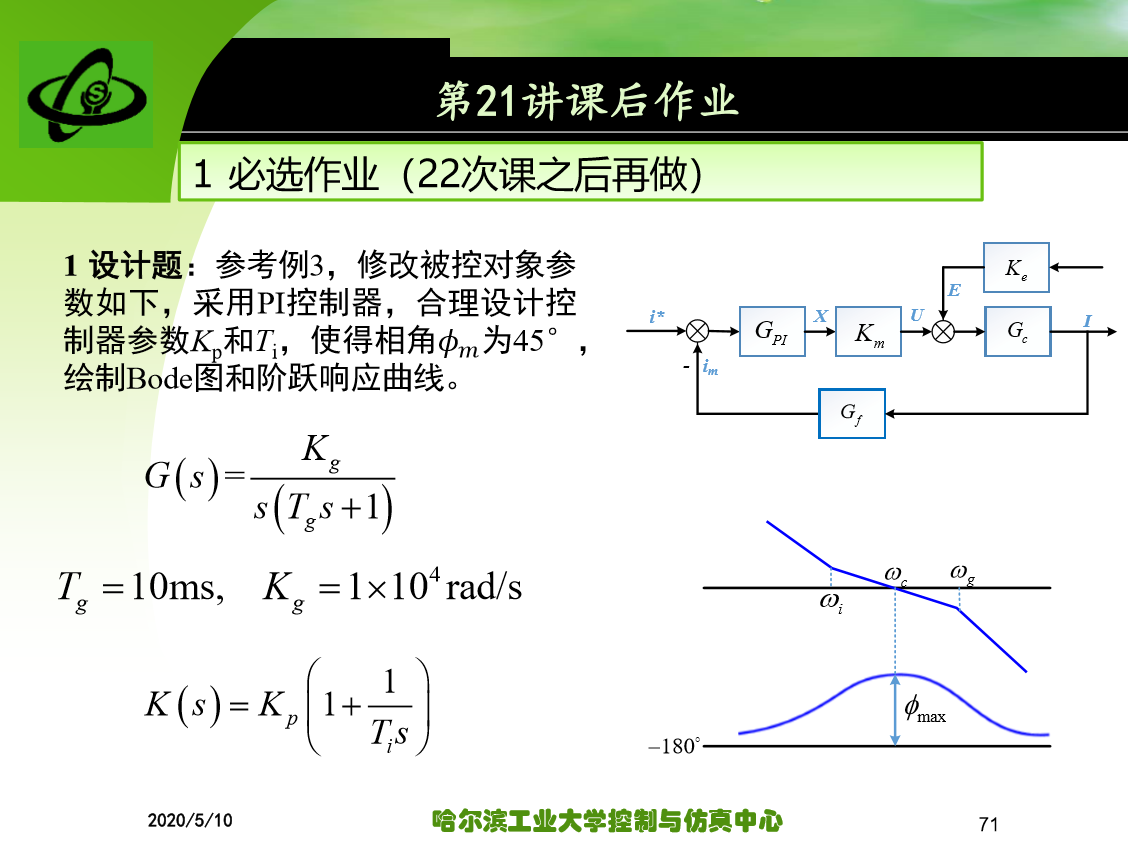 第21讲课后作业
1 必选作业（22次课之后再做）
1 设计题：参考例3，修改被控对象参
数如下，采用PI控制器，合理设计控
制器参数Kp和Ti，使得相角ϕm为45°，
绘制Bode图和阶跃响应曲线。
G(s)=Kg/(s(Tgs+1))
Tg=10ms, Kg=1×10⁴rad/s
K(s)=Kp(1+1/(Tis))
Ke
E
i*
GPI
X
Km
U
Gc
I
-
im
Gf
ωc
ωg
ωi
ϕmax
−180°
2020/5/10
哈尔滨工业大学控制与仿真中心
71